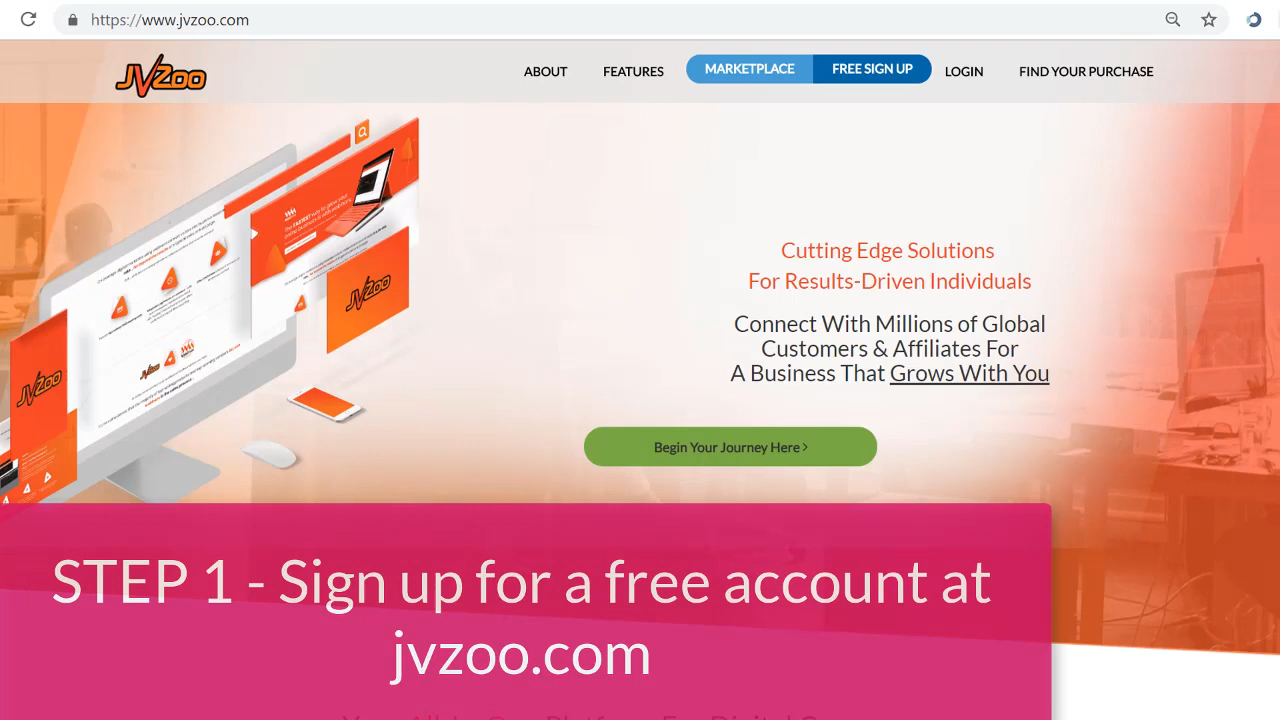 https://www.jvzoo.com
JVZoo
ABOUT
FEATURES
MARKETPLACE
FREE SIGN UP
LOGIN
FIND YOUR PURCHASE
JVZoo
JVZoo
Cutting Edge Solutions
For Results-Driven Individuals
Connect With Millions of Global
Customers & Affiliates For
A Business That Grows With You
Begin Your Journey Here >
STEP 1 - Sign up for a free account at
jvzoo.com